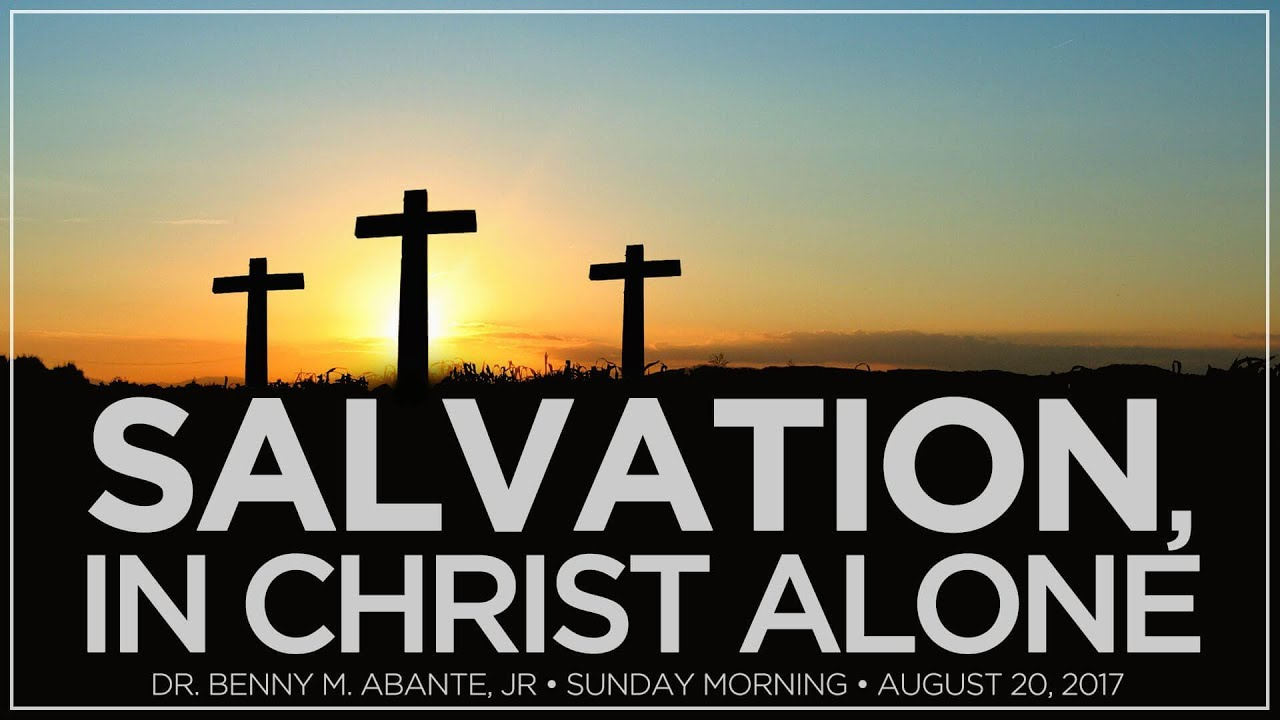 SALVATION,
IN CHRIST ALONE
DR. BENNY M. ABANTE, JR • SUNDAY MORNING • AUGUST 20, 2017